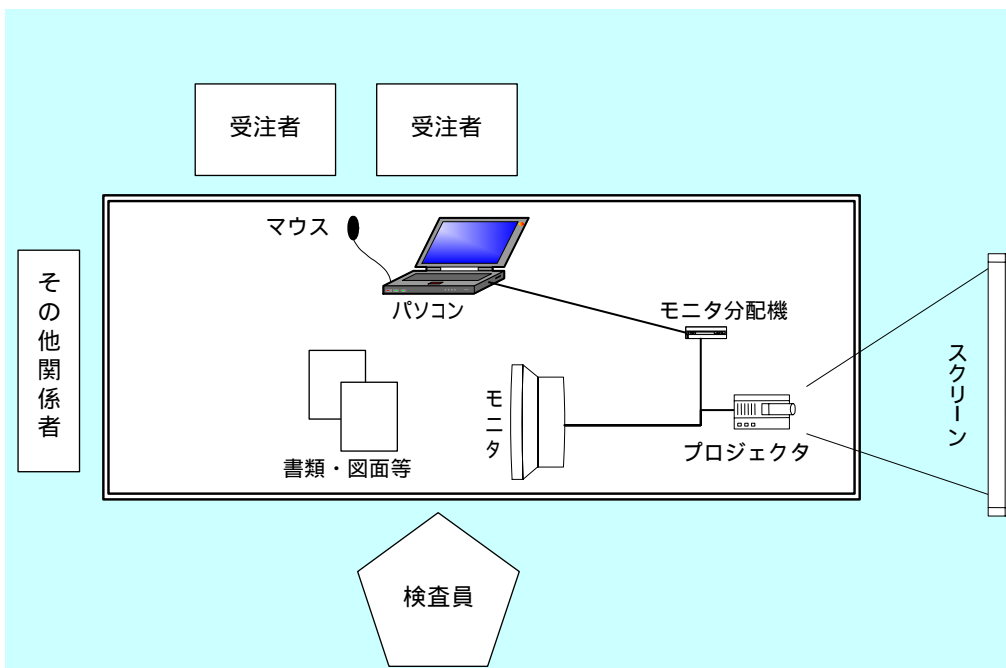 受注者
受注者
マウス
パソコン
モニタ分配機
その他関係者
スクリーン
モニタ
プロジェクタ
書類・図面等
検査員